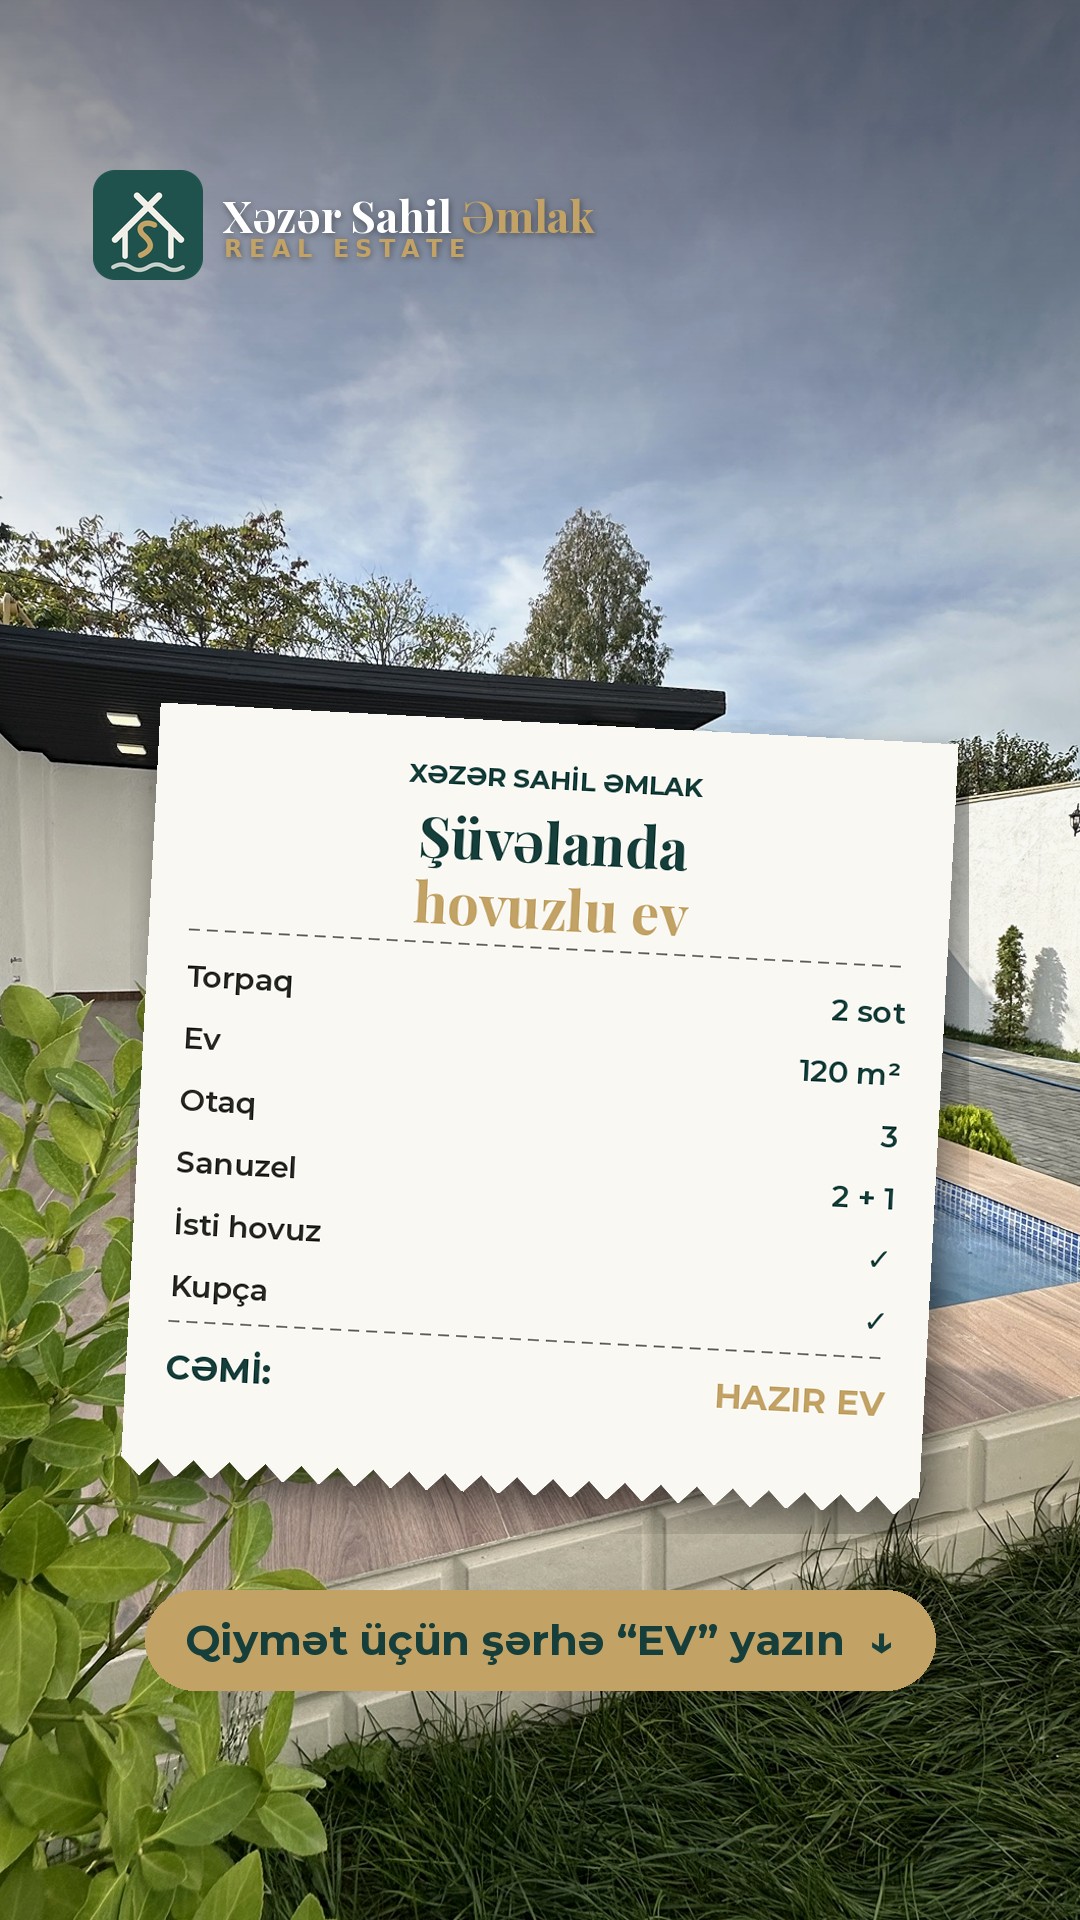 Xəzər Sahil Əmlak
REAL ESTATE
XƏZƏR SAHİL ƏMLAK
Şüvəlanda
hovuzlu ev
Torpaq 2 sot
Ev 120 m²
Otaq 3
Sanuzel 2 + 1
İsti hovuz ✓
Kupça ✓
CƏMİ: HAZIR EV
Qiymət üçün şərhə “EV” yazın ↓